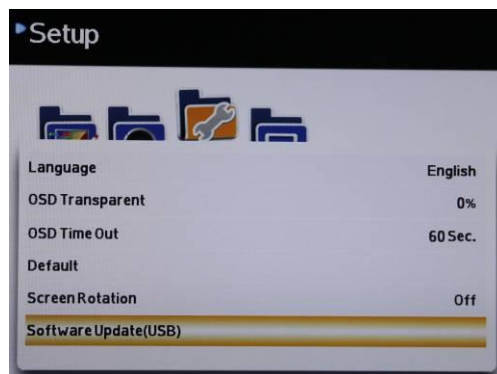 Setup
Language English
OSD Transparent 0%
OSD Time Out 60 Sec.
Default
Screen Rotation Off
Software Update(USB)